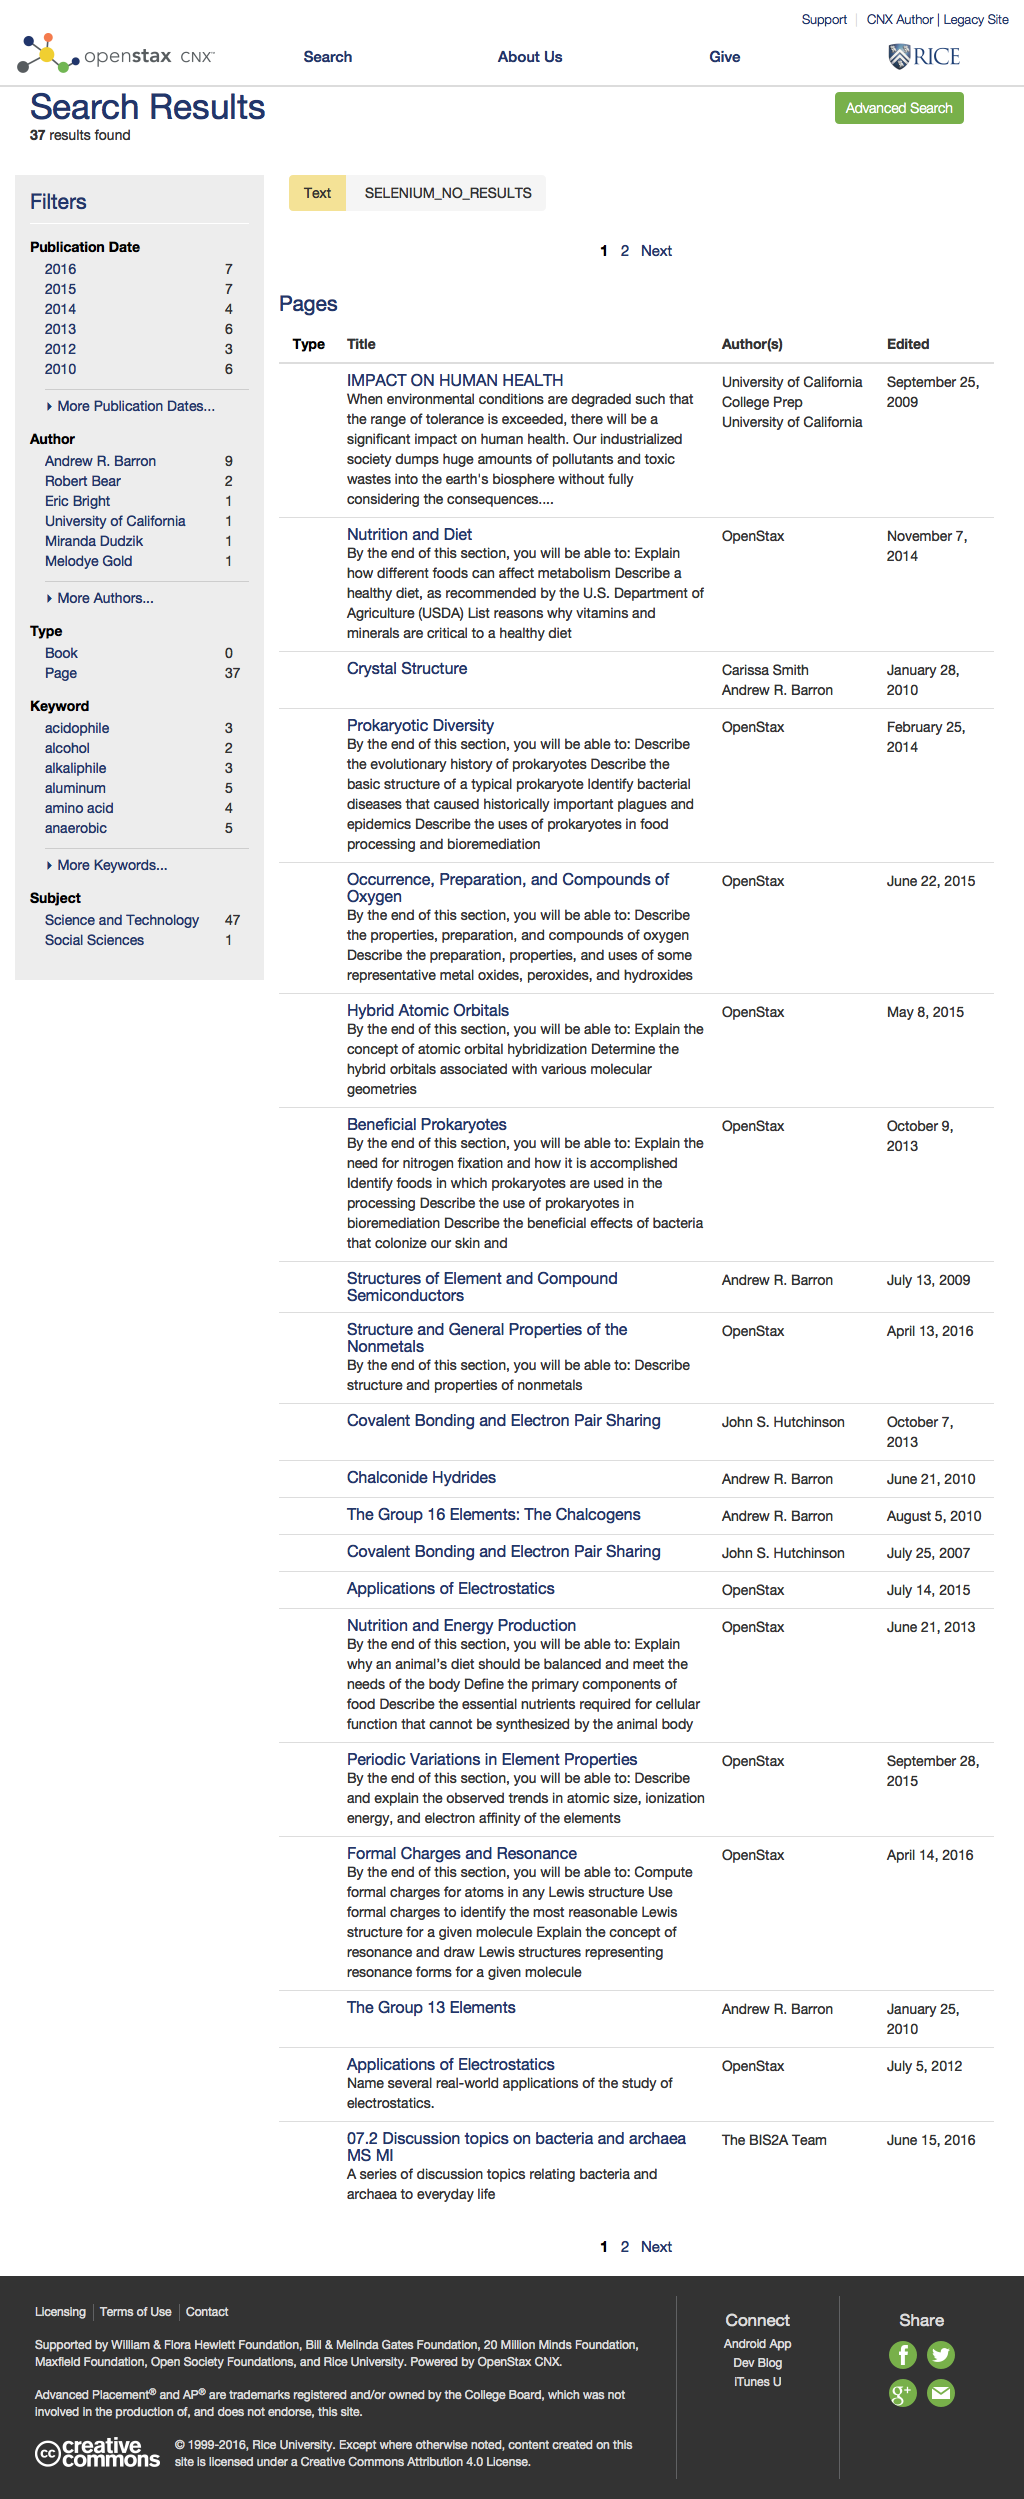 Support CNX Author | Legacy Site
openstax CNX™ Search About Us Give RICE
Search Results
37 results found
Advanced Search
Filters
Publication Date
2016 7
2015 7
2014 4
2013 6
2012 3
2010 6
More Publication Dates...
Author
Andrew R. Barron 9
Robert Bear 2
Eric Bright 1
University of California 1
Miranda Dudzik 1
Melodye Gold 1
More Authors...
Type
Book 0
Page 37
Keyword
acidophile 3
alcohol 2
alkaliphile 3
aluminum 5
amino acid 4
anaerobic 5
More Keywords...
Subject
Science and Technology 47
Social Sciences 1
Text SELENIUM_NO_RESULTS
1 2 Next
Pages
Type Title Author(s) Edited
IMPACT ON HUMAN HEALTH
When environmental conditions are degraded such that
the range of tolerance is exceeded, there will be a
significant impact on human health. Our industrialized
society dumps huge amounts of pollutants and toxic
wastes into the earth's biosphere without fully
considering the consequences....
University of California
College Prep
University of California
September 25,
2009
Nutrition and Diet
By the end of this section, you will be able to: Explain
how different foods can affect metabolism Describe a
healthy diet, as recommended by the U.S. Department of
Agriculture (USDA) List reasons why vitamins and
minerals are critical to a healthy diet
OpenStax
November 7,
2014
Crystal Structure
Carissa Smith
Andrew R. Barron
January 28,
2010
Prokaryotic Diversity
By the end of this section, you will be able to: Describe
the evolutionary history of prokaryotes Describe the
basic structure of a typical prokaryote Identify bacterial
diseases that caused historically important plagues and
epidemics Describe the uses of prokaryotes in food
processing and bioremediation
OpenStax
February 25,
2014
Occurrence, Preparation, and Compounds of
Oxygen
By the end of this section, you will be able to: Describe
the properties, preparation, and compounds of oxygen
Describe the preparation, properties, and uses of some
representative metal oxides, peroxides, and hydroxides
OpenStax
June 22, 2015
Hybrid Atomic Orbitals
By the end of this section, you will be able to: Explain the
concept of atomic orbital hybridization Determine the
hybrid orbitals associated with various molecular
geometries
OpenStax
May 8, 2015
Beneficial Prokaryotes
By the end of this section, you will be able to: Explain the
need for nitrogen fixation and how it is accomplished
Identify foods in which prokaryotes are used in the
processing Describe the use of prokaryotes in
bioremediation Describe the beneficial effects of bacteria
that colonize our skin and
OpenStax
October 9,
2013
Structures of Element and Compound
Semiconductors
Andrew R. Barron
July 13, 2009
Structure and General Properties of the
Nonmetals
By the end of this section, you will be able to: Describe
structure and properties of nonmetals
OpenStax
April 13, 2016
Covalent Bonding and Electron Pair Sharing
John S. Hutchinson
October 7,
2013
Chalconide Hydrides Andrew R. Barron June 21, 2010
The Group 16 Elements: The Chalcogens Andrew R. Barron August 5, 2010
Covalent Bonding and Electron Pair Sharing John S. Hutchinson July 25, 2007
Applications of Electrostatics OpenStax July 14, 2015
Nutrition and Energy Production
By the end of this section, you will be able to: Explain
why an animal's diet should be balanced and meet the
needs of the body Define the primary components of
food Describe the essential nutrients required for cellular
function that cannot be synthesized by the animal body
OpenStax
June 21, 2013
Periodic Variations in Element Properties
By the end of this section, you will be able to: Describe
and explain the observed trends in atomic size, ionization
energy, and electron affinity of the elements
OpenStax
September 28,
2015
Formal Charges and Resonance
By the end of this section, you will be able to: Compute
formal charges for atoms in any Lewis structure Use
formal charges to identify the most reasonable Lewis
structure for a given molecule Explain the concept of
resonance and draw Lewis structures representing
resonance forms for a given molecule
OpenStax
April 14, 2016
The Group 13 Elements
Andrew R. Barron
January 25,
2010
Applications of Electrostatics
Name several real-world applications of the study of
electrostatics.
OpenStax
July 5, 2012
07.2 Discussion topics on bacteria and archaea
MS MI
A series of discussion topics relating bacteria and
archaea to everyday life
The BIS2A Team
June 15, 2016
1 2 Next
Licensing Terms of Use Contact
Supported by William & Flora Hewlett Foundation, Bill & Melinda Gates Foundation, 20 Million Minds Foundation,
Maxfield Foundation, Open Society Foundations, and Rice University. Powered by OpenStax CNX.
Advanced Placement® and AP® are trademarks registered and/or owned by the College Board, which was not
involved in the production of, and does not endorse, this site.
cc creative
commons
© 1999-2016, Rice University. Except where otherwise noted, content created on this
site is licensed under a Creative Commons Attribution 4.0 License.
Connect
Android App
Dev Blog
iTunes U
Share
f
g+